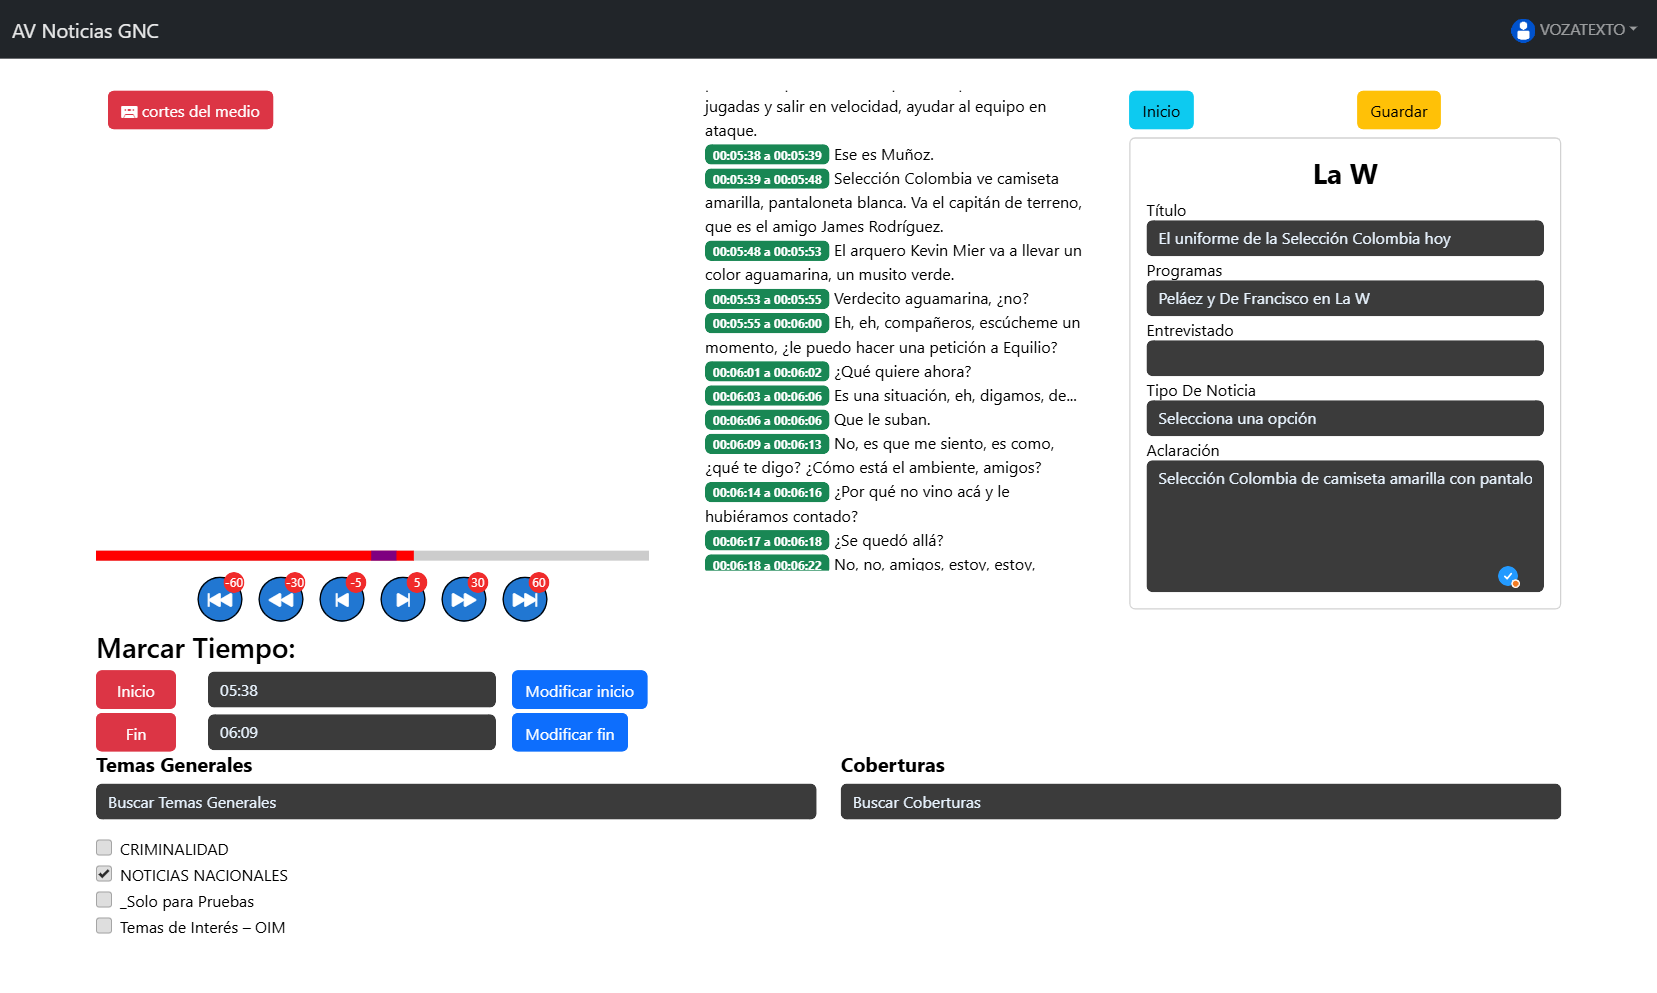 AV Noticias GNC
VOZATEXTO
cortes del medio
jugadas y salir en velocidad, ayudar al equipo en
ataque.
00:05:38 a 00:05:39 Ese es Muñoz.
00:05:39 a 00:05:48 Selección Colombia ve camiseta
amarilla, pantaloneta blanca. Va el capitán de terreno,
que es el amigo James Rodríguez.
00:05:48 a 00:05:53 El arquero Kevin Mier va a llevar un
color aguamarina, un musito verde.
00:05:53 a 00:05:55 Verdecito aguamarina, ¿no?
00:05:55 a 00:06:00 Eh, eh, compañeros, escúcheme un
momento, ¿le puedo hacer una petición a Equilio?
00:06:01 a 00:06:02 ¿Qué quiere ahora?
00:06:03 a 00:06:06 Es una situación, eh, digamos, de...
00:06:06 a 00:06:06 Que le suban.
00:06:09 a 00:06:13 No, es que me siento, es como,
¿qué te digo? ¿Cómo está el ambiente, amigos?
00:06:14 a 00:06:16 ¿Por qué no vino acá y le
hubiéramos contado?
00:06:17 a 00:06:18 ¿Se quedó allá?
00:06:18 a 00:06:22 No, no, amigos, estoy, estoy,
Inicio
Guardar
La W
Título
El uniforme de la Selección Colombia hoy
Programas
Peláez y De Francisco en La W
Entrevistado
Tipo De Noticia
Selecciona una opción
Aclaración
Selección Colombia de camiseta amarilla con pantalo
-60
-30
-5
5
30
60
Marcar Tiempo:
Inicio
05:38
Modificar inicio
Fin
06:09
Modificar fin
Temas Generales
Buscar Temas Generales
CRIMINALIDAD
NOTICIAS NACIONALES
_Solo para Pruebas
Temas de Interés – OIM
Coberturas
Buscar Coberturas